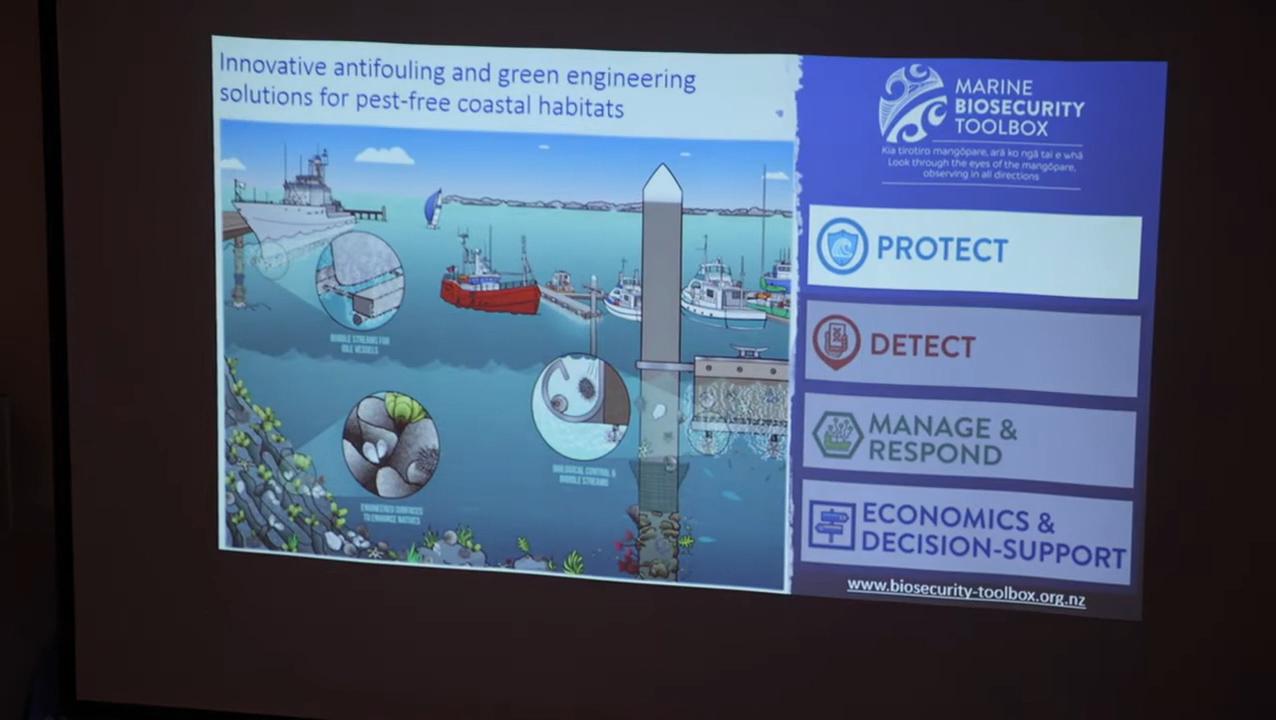 Innovative antifouling and green engineering
solutions for pest-free coastal habitats
BUBBLE STREAMS FOR
IDLE VESSELS
ENGINEERED SURFACES
TO ENHANCE NATIVES
BIOLOGICAL CONTROL &
BUBBLE STREAMS
MARINE
BIOSECURITY
TOOLBOX
Kia tirotiro mangōpare, arā ko ngā tai e whā
Look through the eyes of the mangōpare,
observing in all directions
PROTECT
DETECT
MANAGE &
RESPOND
ECONOMICS &
DECISION-SUPPORT
www.biosecurity-toolbox.org.nz